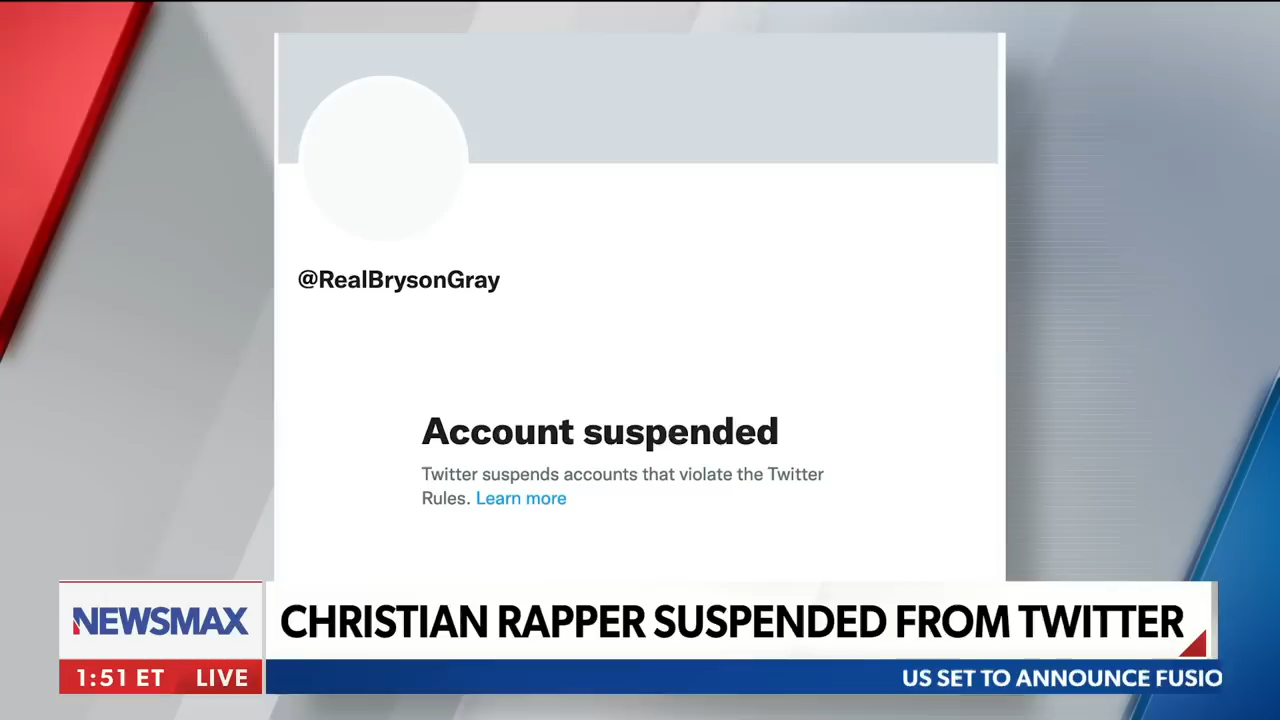 @RealBrysonGray
Account suspended
Twitter suspends accounts that violate the Twitter
Rules. Learn more
NEWSMAX
CHRISTIAN RAPPER SUSPENDED FROM TWITTER
1:51 ET LIVE
US SET TO ANNOUNCE